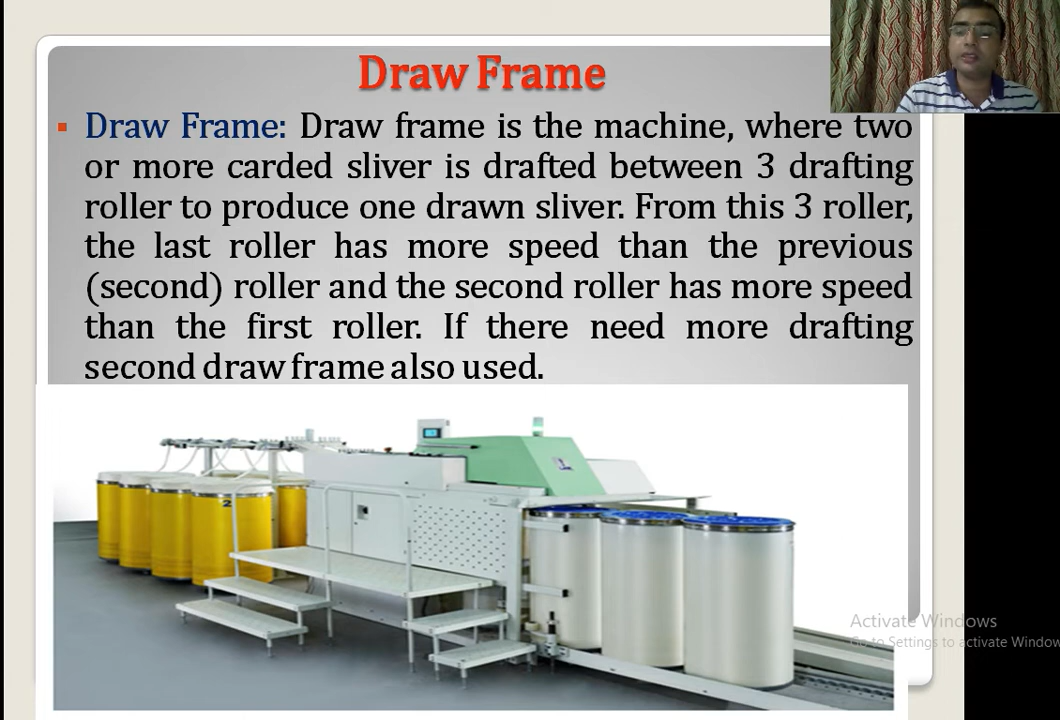 Draw Frame
▪ Draw Frame: Draw frame is the machine, where two
or more carded sliver is drafted between 3 drafting
roller to produce one drawn sliver. From this 3 roller,
the last roller has more speed than the previous
(second) roller and the second roller has more speed
than the first roller. If there need more drafting
second draw frame also used.
2
Activate Windows
Go to Settings to activate Window